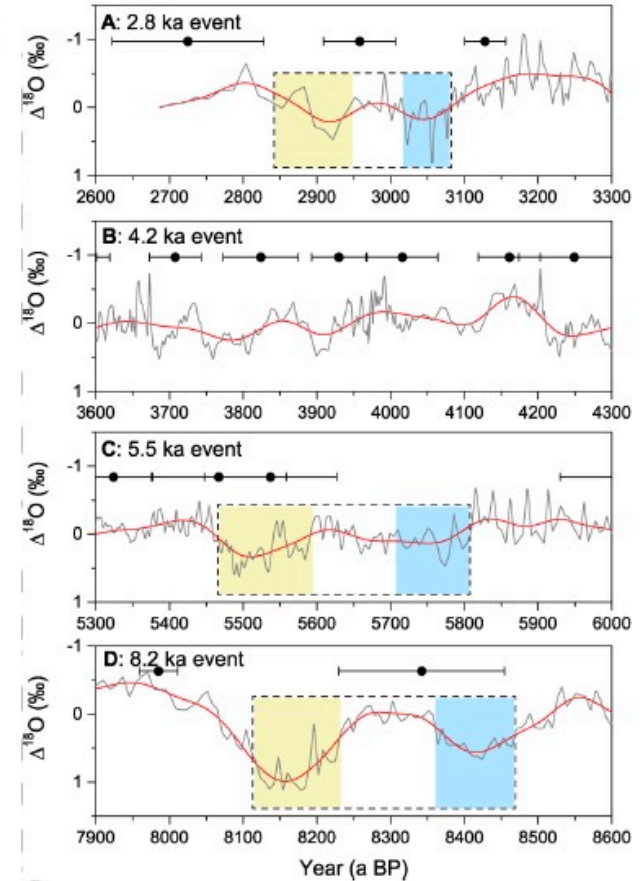 A: 2.8 ka event
-1
0
1
Δ18O (‰)
2600 2700 2800 2900 3000 3100 3200 3300
B: 4.2 ka event
-1
0
1
Δ18O (‰)
3600 3700 3800 3900 4000 4100 4200 4300
C: 5.5 ka event
-1
0
1
Δ18O (‰)
5300 5400 5500 5600 5700 5800 5900 6000
D: 8.2 ka event
-1
0
1
Δ18O (‰)
7900 8000 8100 8200 8300 8400 8500 8600
Year (a BP)